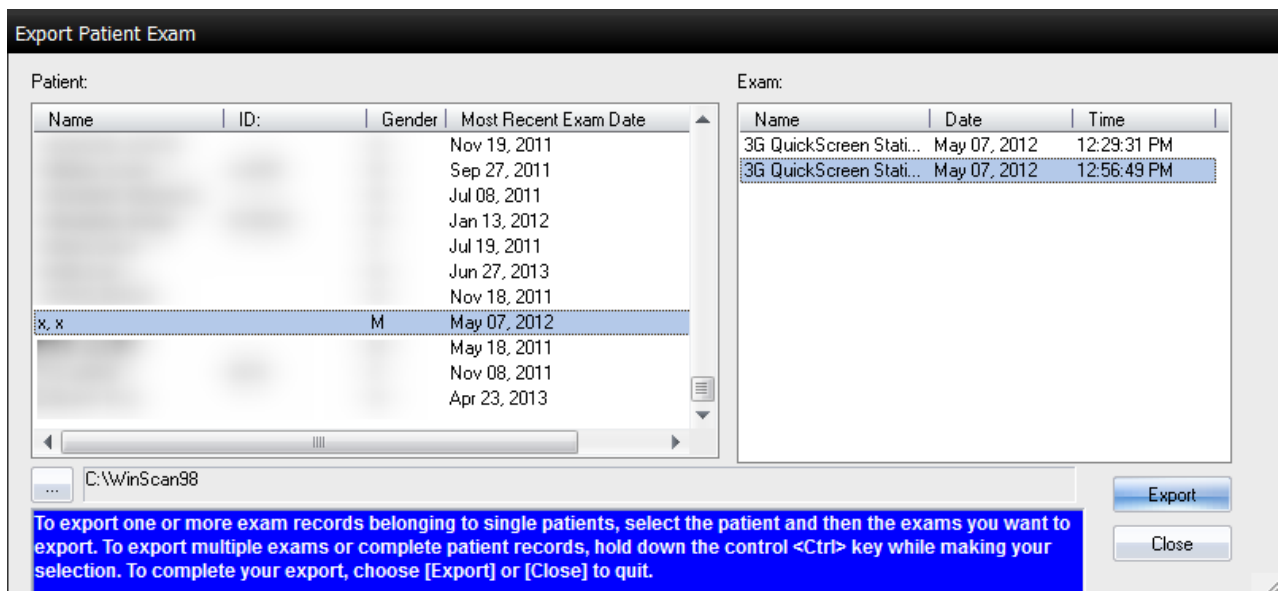 Export Patient Exam
Patient:
Exam:
Name ID: Gender Most Recent Exam Date
Name Date Time
Nov 19, 2011
3G QuickScreen Stati... May 07, 2012 12:29:31 PM
Sep 27, 2011
3G QuickScreen Stati... May 07, 2012 12:56:49 PM
Jul 08, 2011
Jan 13, 2012
Jul 19, 2011
Jun 27, 2013
Nov 18, 2011
x, x M May 07, 2012
May 18, 2011
Nov 08, 2011
Apr 23, 2013
... C:\WinScan98
Export
To export one or more exam records belonging to single patients, select the patient and then the exams you want to
export. To export multiple exams or complete patient records, hold down the control <Ctrl> key while making your
selection. To complete your export, choose [Export] or [Close] to quit.
Close